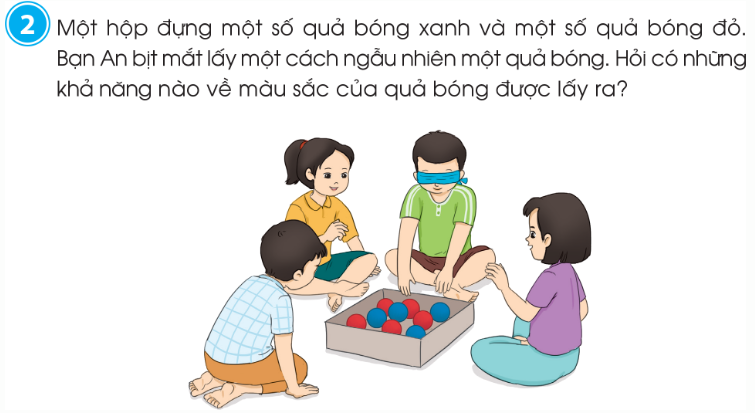 2 Một hộp đựng một số quả bóng xanh và một số quả bóng đỏ.
Bạn An bịt mắt lấy một cách ngẫu nhiên một quả bóng. Hỏi có những
khả năng nào về màu sắc của quả bóng được lấy ra?